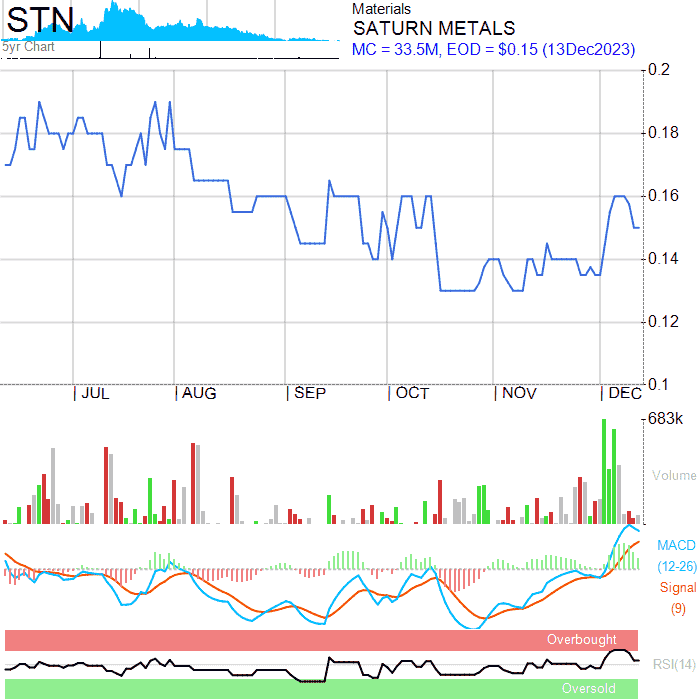 STN
5yr Chart
Materials
SATURN METALS
MC = 33.5M, EOD = $0.15 (13Dec2023)
0.2
0.18
0.16
0.14
0.12
0.1
JUL AUG SEP OCT NOV DEC
683k
Volume
MACD
(12-26)
Signal
(9)
Overbought
RSI(14)
Oversold